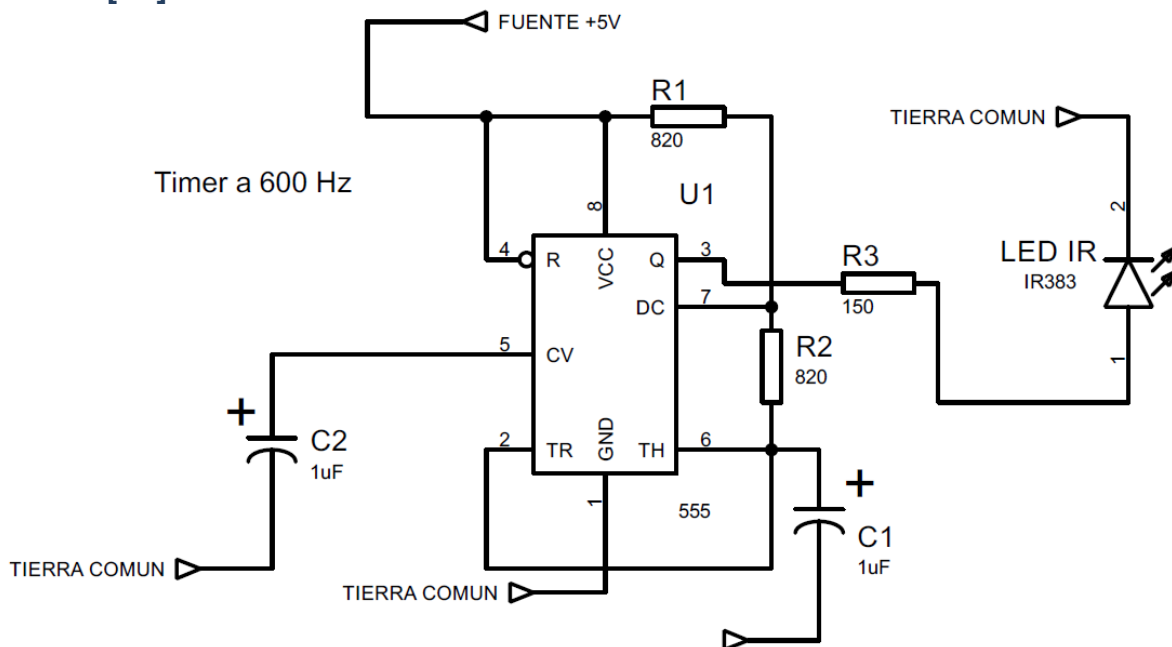 FUENTE +5V
R1
820
TIERRA COMUN
Timer a 600 Hz
U1
8
2
4
R
VCC
Q
3
R3
150
LED IR
IR383
DC
7
5
CV
R2
820
1
+
C2
1uF
2
TR
GND
TH
6
1
555
+
C1
1uF
TIERRA COMUN
TIERRA COMUN